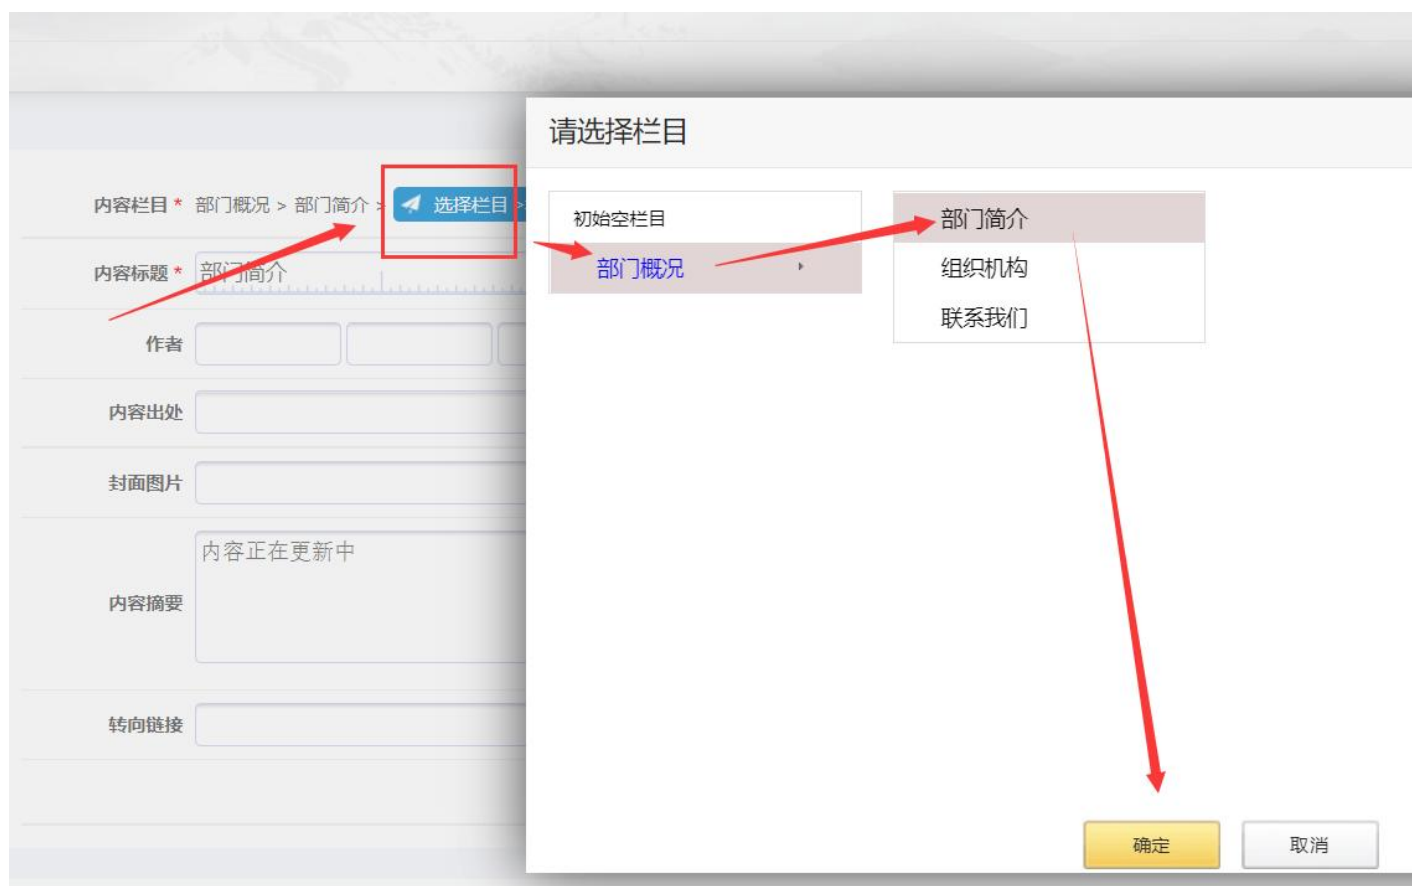 请选择栏目
内容栏目 * 部门概况 > 部门简介 > 选择栏目 >
内容标题 * 部门简介
作者
内容出处
封面图片
内容摘要 内容正在更新中
转向链接
初始空栏目
部门概况
部门简介
组织机构
联系我们
确定 取消